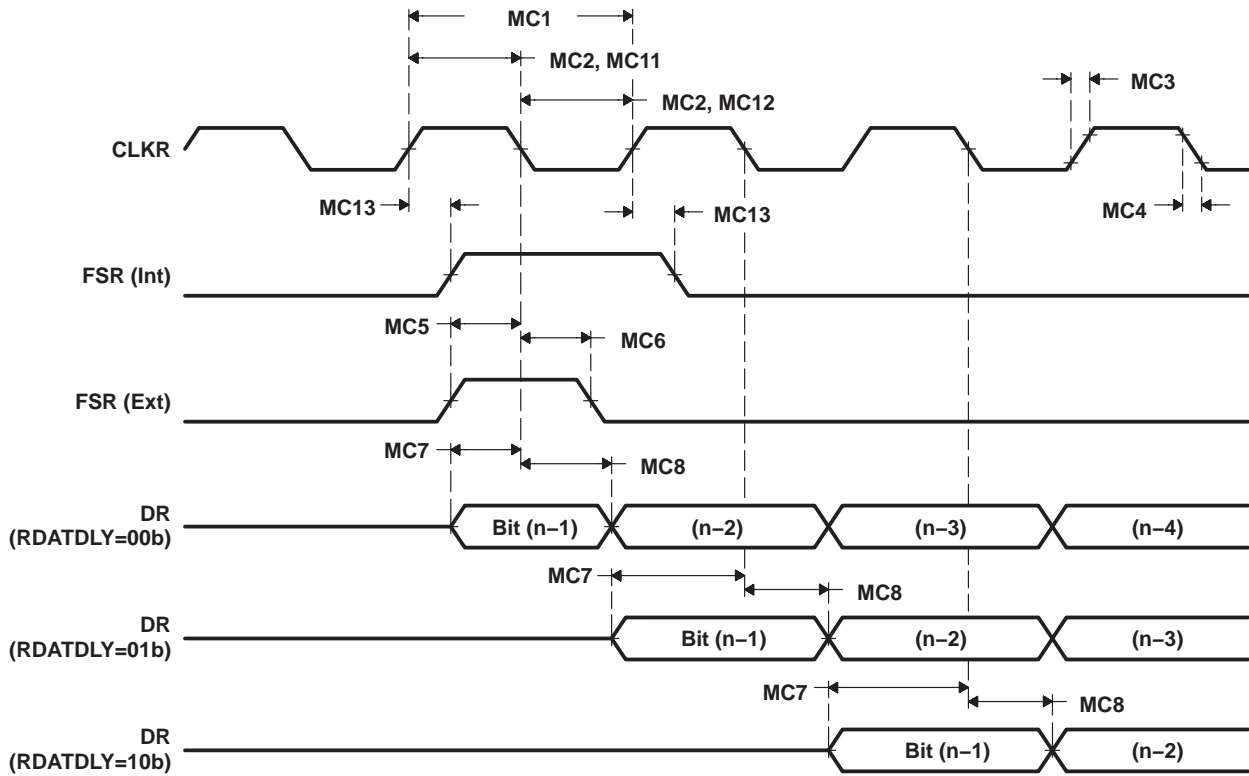 MC1
MC2, MC11
MC3
MC2, MC12
CLKR
MC13
MC13
MC4
FSR (Int)
MC5
MC6
FSR (Ext)
MC7
MC8
DR
(RDATDLY=00b)
Bit (n−1)
(n−2)
(n−3)
(n−4)
MC7
MC8
DR
(RDATDLY=01b)
Bit (n−1)
(n−2)
(n−3)
MC7
MC8
DR
(RDATDLY=10b)
Bit (n−1)
(n−2)